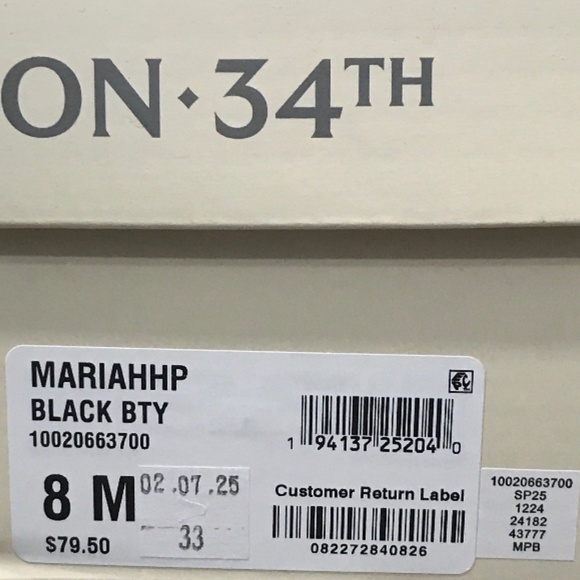 ON·34TH
MARIAHHP
BLACK BTY
10020663700
1 94137 25204 0
8 M
02.07.25
33
$79.50
Customer Return Label
082272840826
10020663700
SP25
1224
24182
43777
MPB